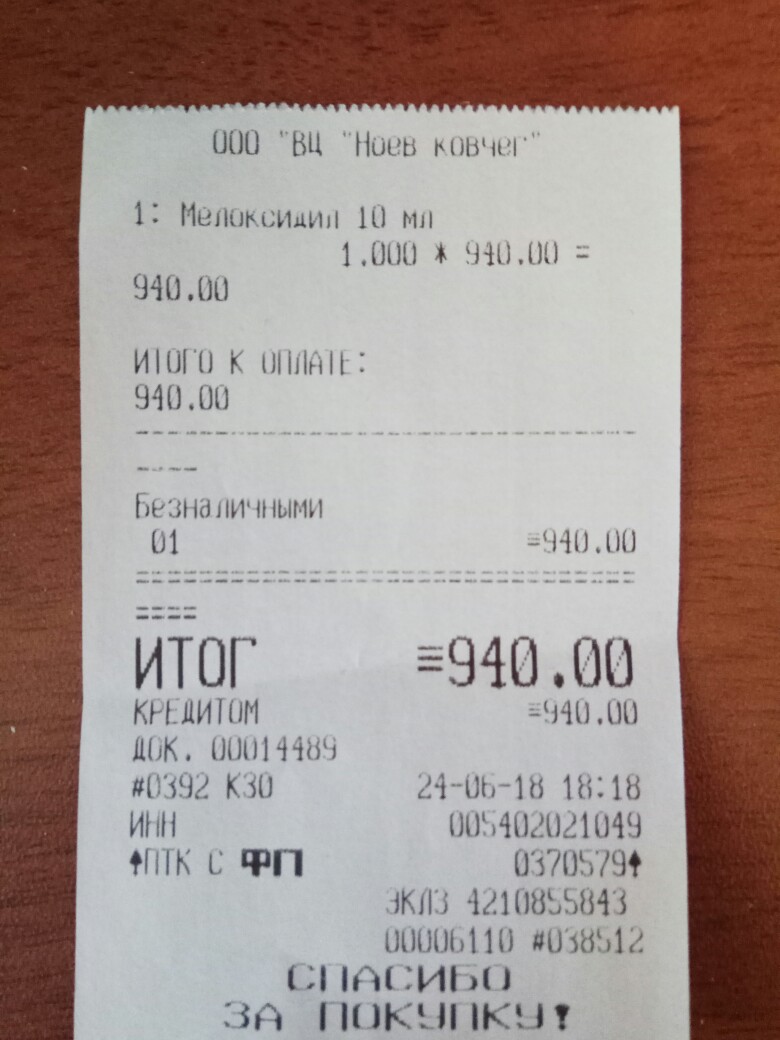 ООО "ВЦ "Ноев ковчег"
1: Мелоксидил 10 мл
1.000 * 940.00 =
940.00
ИТОГО К ОПЛАТЕ:
940.00
--------------------------------
----
Безналичными
01 ≡940.00
================================
====
ИТОГ ≡940.00
КРЕДИТОМ ≡940.00
ДОК. 00014489
#0392 К30 24-06-18 18:18
ИНН 005402021049
↑ПТК С ФП 0370579↑
ЭКЛЗ 4210855843
00006110 #038512
СПАСИБО
ЗА ПОКУПКУ!